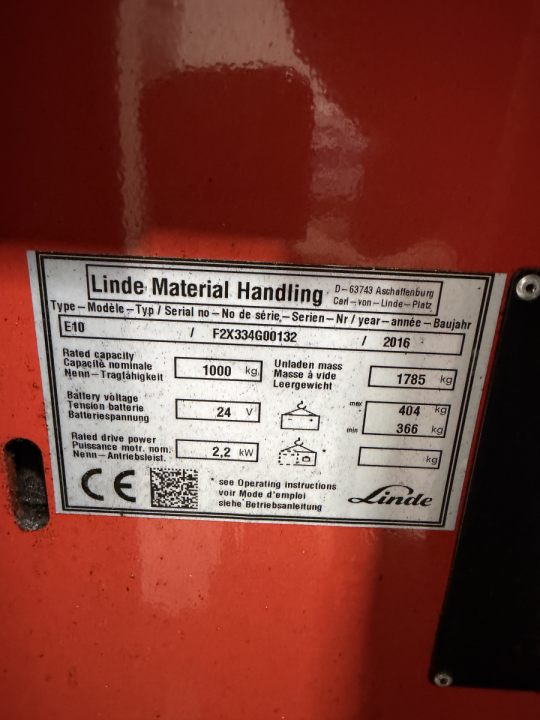 Linde Material Handling
D-63743 Aschaffenburg
Carl-von-Linde-Platz
Type-Modèle-Typ / Serial no-No de série,-Serien-Nr / year-année-Baujahr
E10 / F2X334G00132 / 2016
Rated capacity
Capacité nominale
Nenn-Tragfähigkeit
1000 kg
Unladen mass
Masse à vide
Leergewicht
1785 kg
Battery voltage
Tension batterie
Batteriespannung
24 V
max 404 kg
min 366 kg
Rated drive power
Puissance motr. nom.
Nenn-Antriebsleist.
2,2 kW
*
kg
CE
* see Operating instructions
voir Mode d'emploi
siehe Betriebsanleitung
Linde